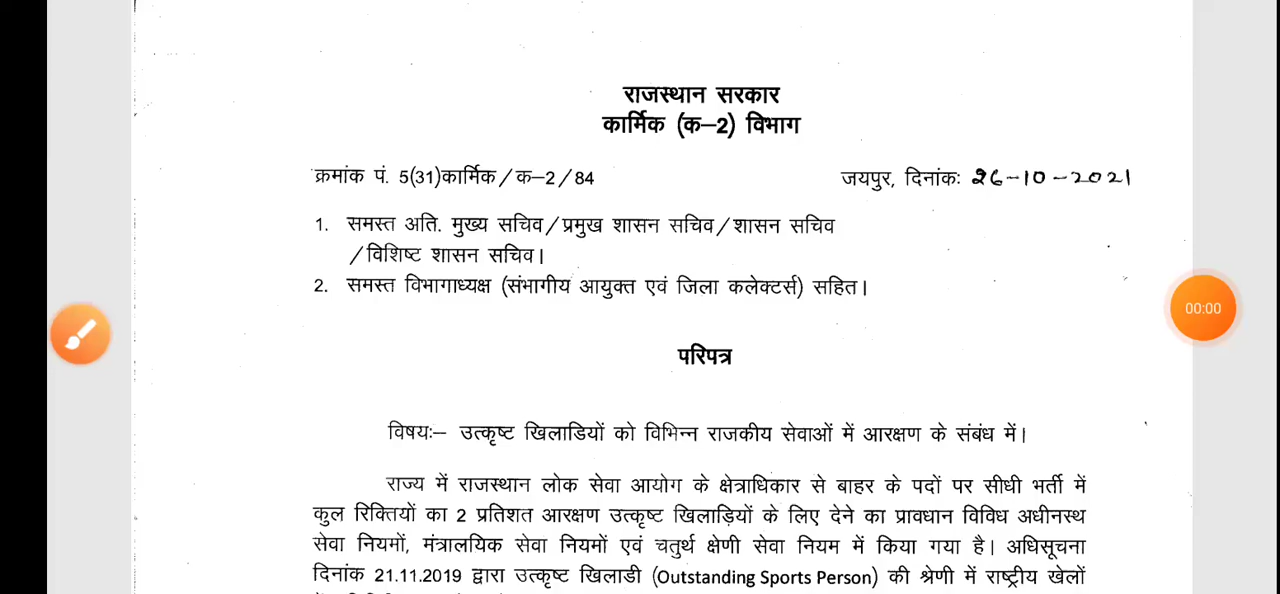 राजस्थान सरकार
कार्मिक (क–2) विभाग
क्रमांक पं. 5(31)कार्मिक/क–2/84
जयपुर, दिनांकः 26-10-2021
1. समस्त अति. मुख्य सचिव/प्रमुख शासन सचिव/शासन सचिव
/विशिष्ट शासन सचिव।
2. समस्त विभागाध्यक्ष (संभागीय आयुक्त एवं जिला कलेक्टर्स) सहित।
00:00
परिपत्र
विषयः– उत्कृष्ट खिलाडियों को विभिन्न राजकीय सेवाओं में आरक्षण के संबंध में।
राज्य में राजस्थान लोक सेवा आयोग के क्षेत्राधिकार से बाहर के पदों पर सीधी भर्ती में
कुल रिक्तियों का 2 प्रतिशत आरक्षण उत्कृष्ट खिलाड़ियों के लिए देने का प्रावधान विविध अधीनस्थ
सेवा नियमों, मंत्रालयिक सेवा नियमों एवं चतुर्थ क्षेणी सेवा नियम में किया गया है। अधिसूचना
दिनांक 21.11.2019 द्वारा उत्कृष्ट खिलाडी (Outstanding Sports Person) की श्रेणी में राष्ट्रीय खेलों